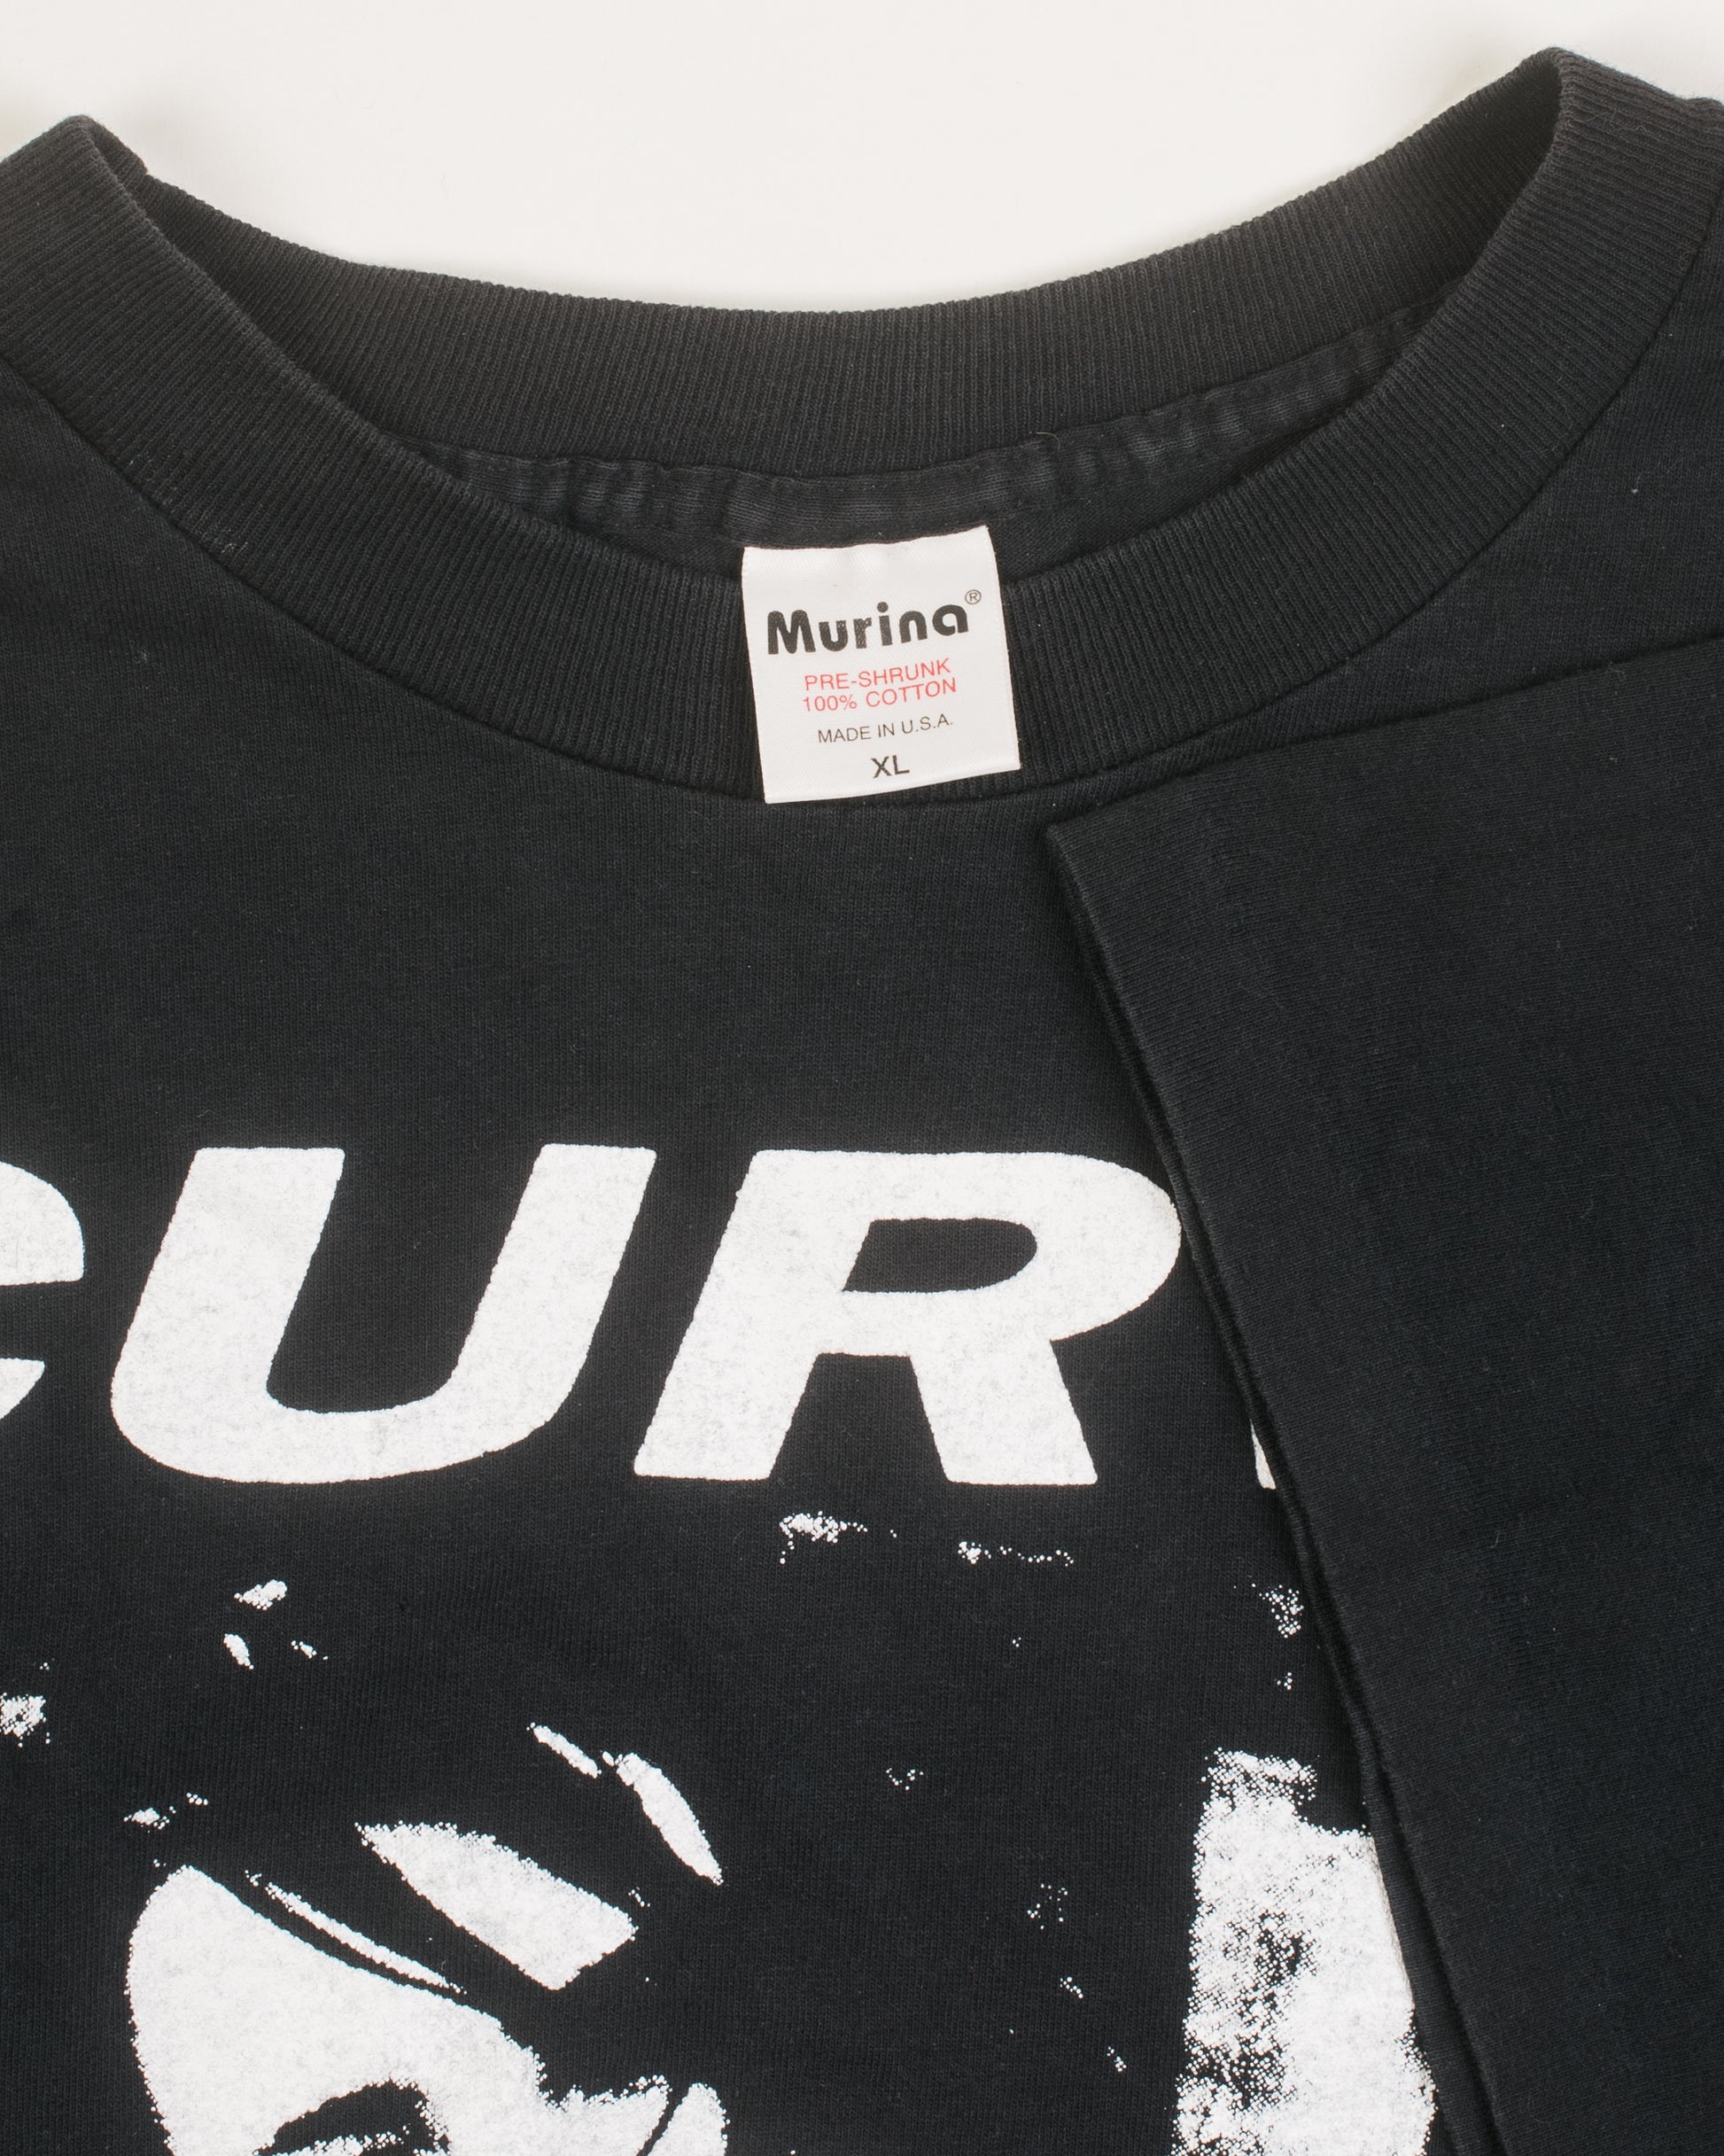 Murina®
PRE-SHRUNK
100% COTTON
MADE IN U.S.A.
XL
CUR